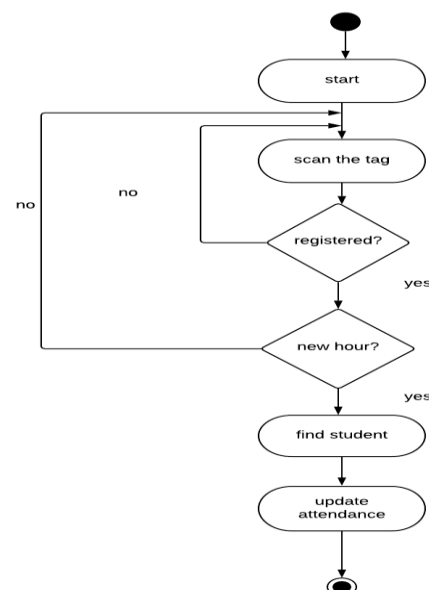 start
scan the tag
no
no
registered?
yes
new hour?
yes
find student
update
attendance